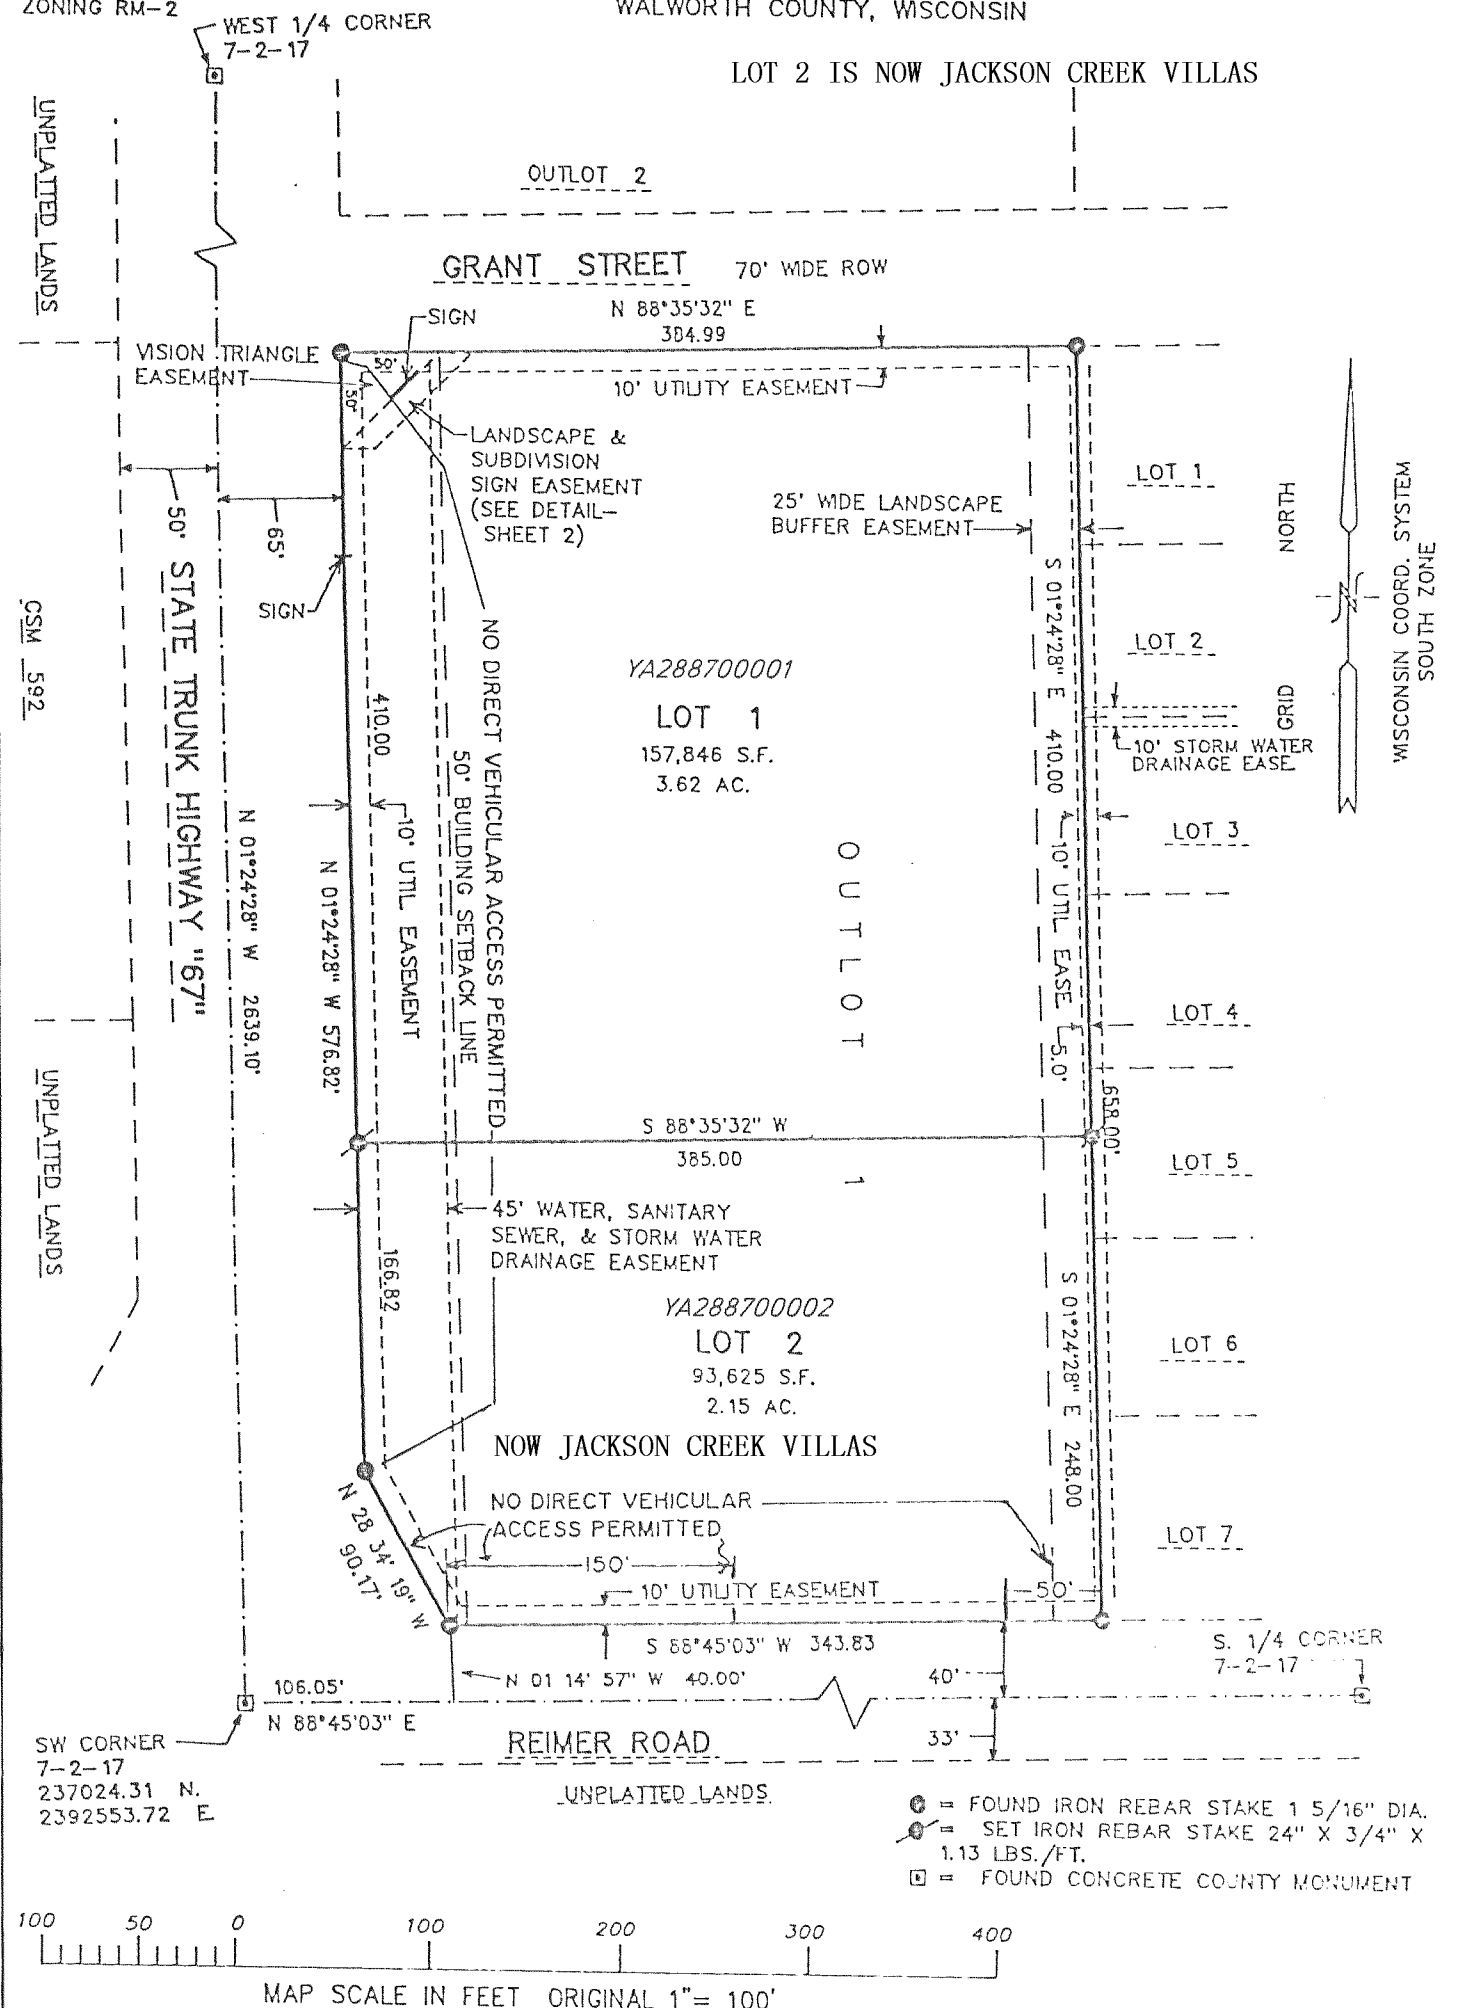 ZONING RM-2
WALWORTH COUNTY, WISCONSIN
WEST 1/4 CORNER
7-2-17
LOT 2 IS NOW JACKSON CREEK VILLAS
UNPLATTED LANDS
OUTLOT 2
GRANT STREET 70' WIDE ROW
N 88°35'32" E
384.99
SIGN
VISION TRIANGLE
EASEMENT
50'
50'
10' UTILITY EASEMENT
LANDSCAPE &
SUBDIVISION
SIGN EASEMENT
(SEE DETAIL-
SHEET 2)
25' WIDE LANDSCAPE
BUFFER EASEMENT
LOT 1
NORTH
GRID
WISCONSIN COORD. SYSTEM
SOUTH ZONE
50'
65'
STATE TRUNK HIGHWAY "67"
SIGN
CSM 592
NO DIRECT VEHICULAR ACCESS PERMITTED
S 01°24'28" E 410.00
LOT 2
YA288700001
LOT 1
157,846 S.F.
3.62 AC.
410.00
50' BUILDING SETBACK LINE
10' STORM WATER
DRAINAGE EASE.
N 01°24'28" W 2639.10'
N 01°24'28" W 576.82'
10' UTIL EASEMENT
OUTLOT 1
10' UTIL EASE
LOT 3
LOT 4
5.0'
658.00'
UNPLATTED LANDS
S 88°35'32" W
385.00
LOT 5
45' WATER, SANITARY
SEWER, & STORM WATER
DRAINAGE EASEMENT
166.82
YA288700002
LOT 2
93,625 S.F.
2.15 AC.
S 01°24'28" E 248.00
LOT 6
NOW JACKSON CREEK VILLAS
NO DIRECT VEHICULAR
ACCESS PERMITTED
LOT 7
N 28 34' 19" W
90.17'
150'
10' UTILITY EASEMENT
50'
S 88°45'03" W 343.83
S. 1/4 CORNER
7-2-17
N 01 14' 57" W 40.00'
40'
106.05'
N 88°45'03" E
REIMER ROAD
33'
SW CORNER
7-2-17
237024.31 N.
2392553.72 E.
UNPLATTED LANDS
= FOUND IRON REBAR STAKE 1 5/16" DIA.
= SET IRON REBAR STAKE 24" X 3/4" X
1.13 LBS./FT.
= FOUND CONCRETE COUNTY MONUMENT
100 50 0 100 200 300 400
MAP SCALE IN FEET ORIGINAL 1"= 100'